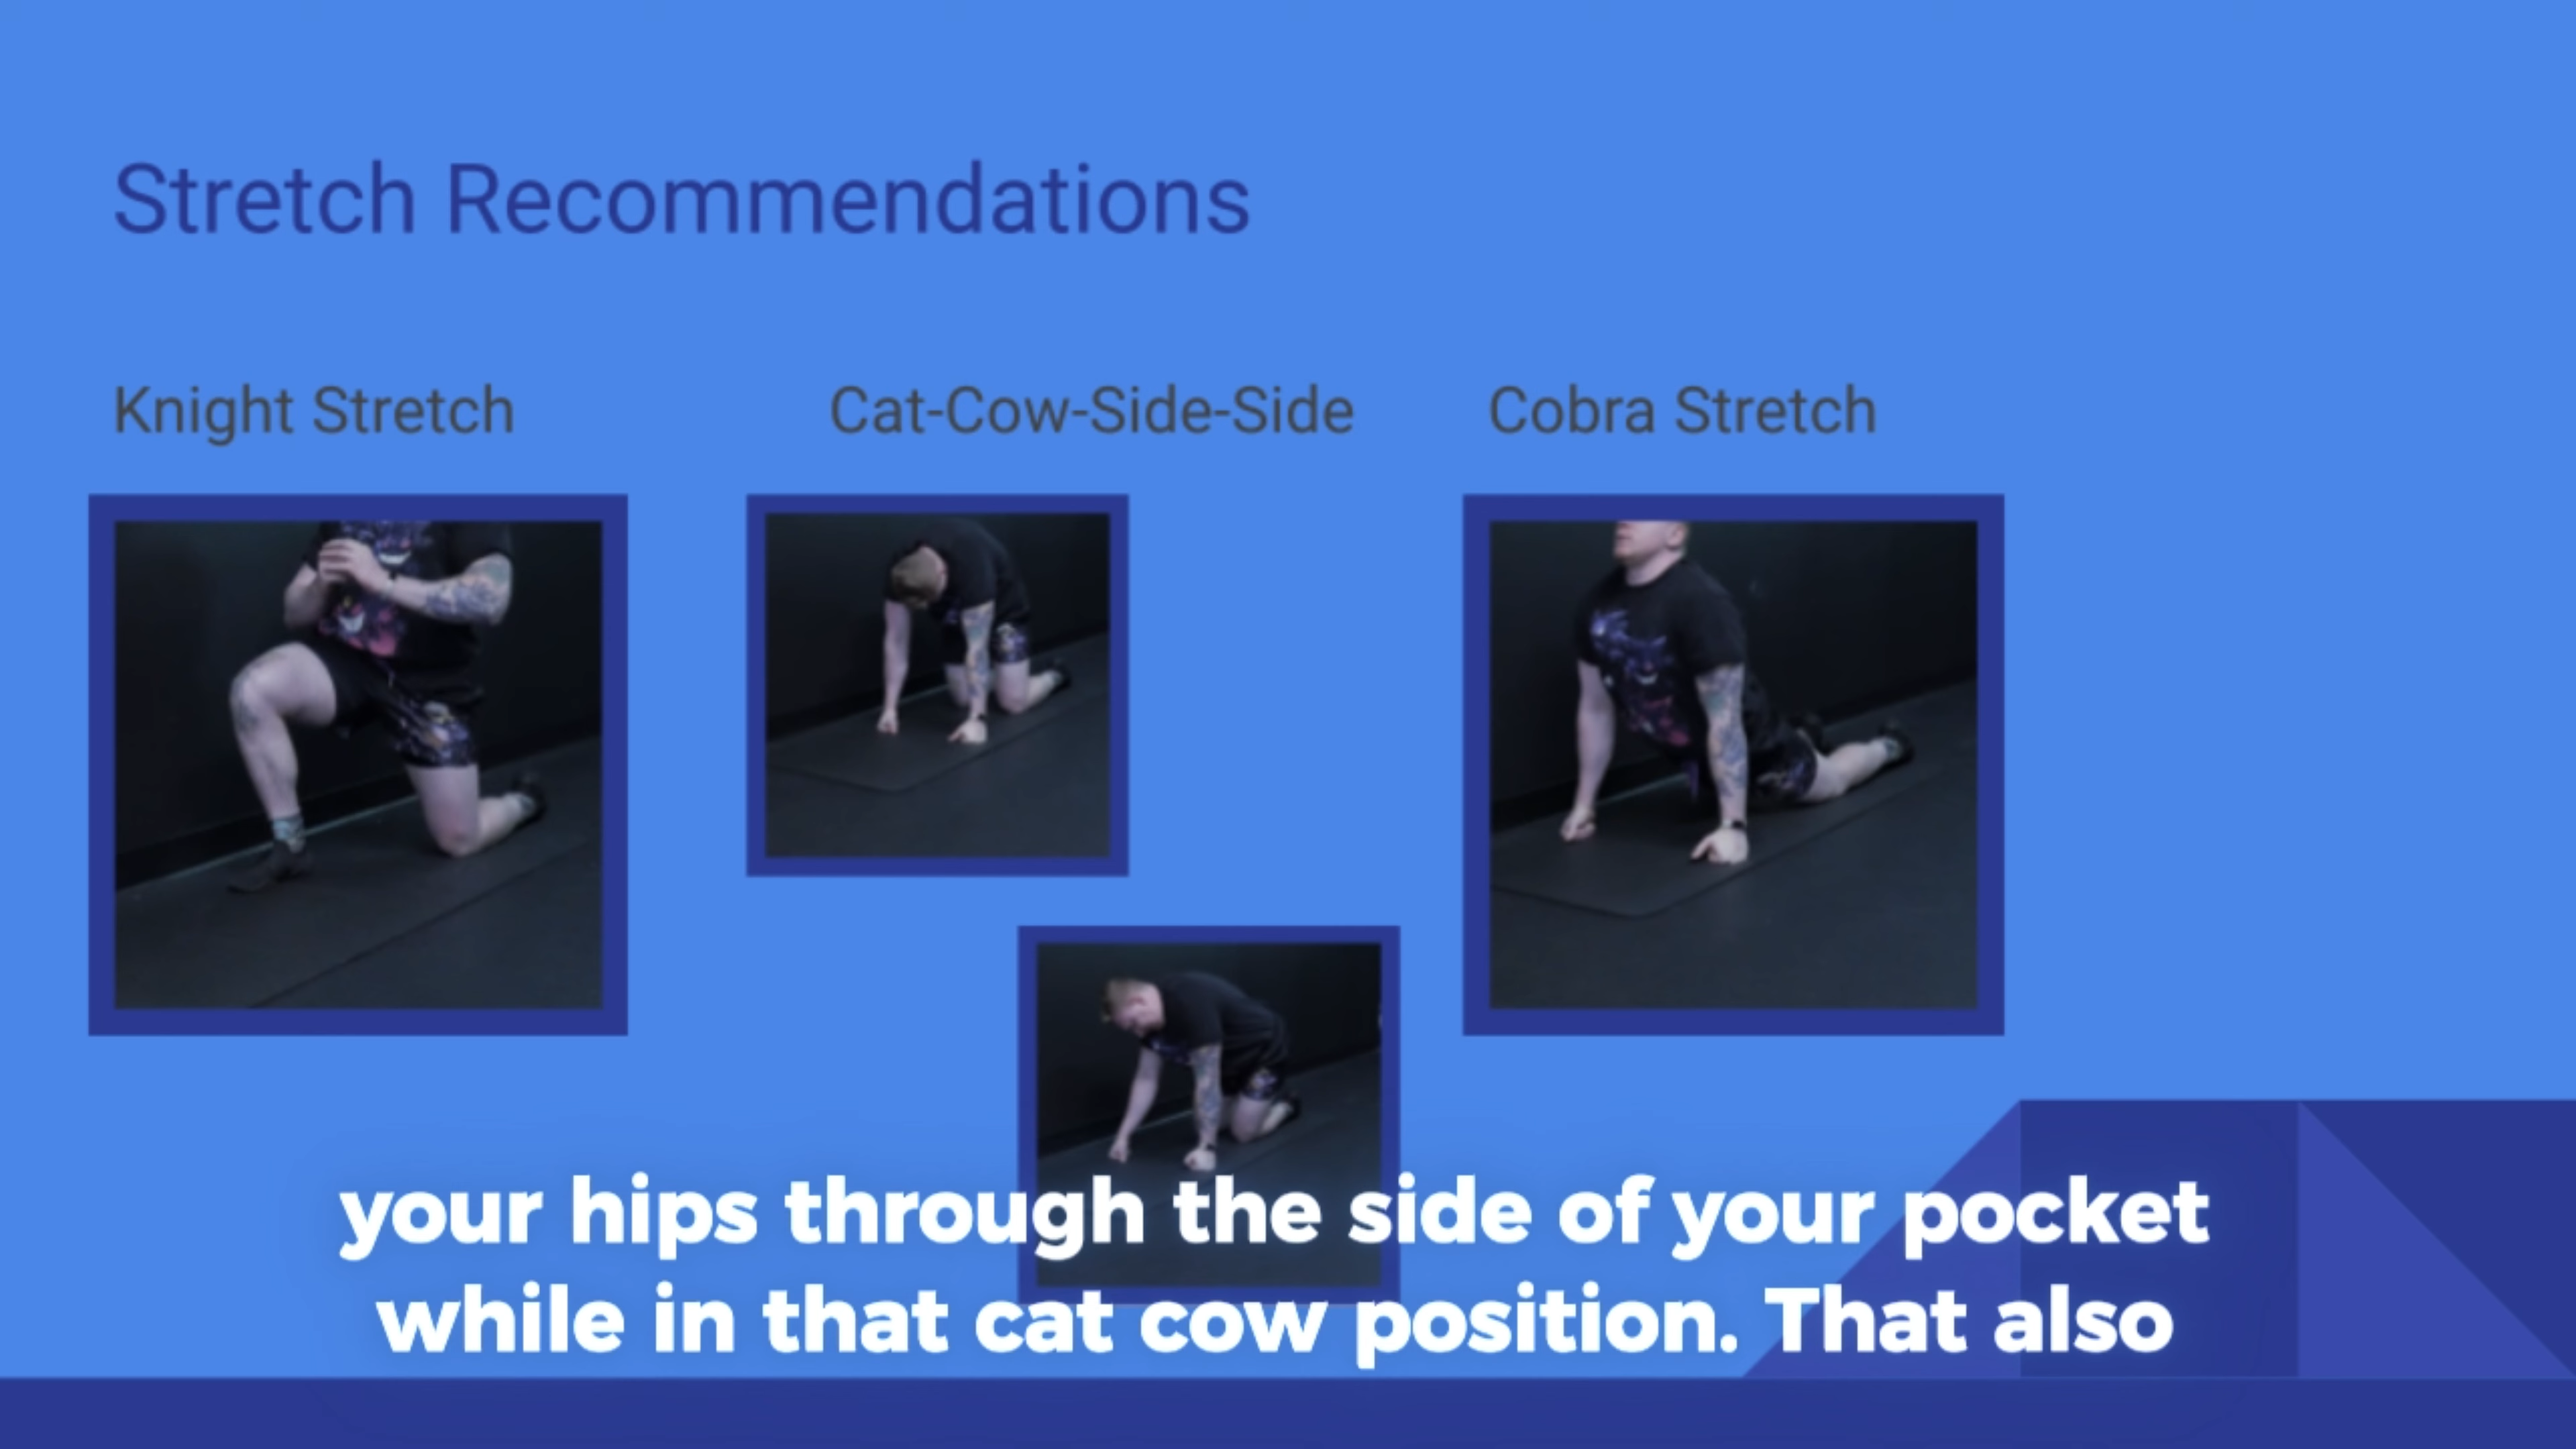 Stretch Recommendations
Knight Stretch
Cat-Cow-Side-Side
Cobra Stretch
your hips through the side of your pocket
while in that cat cow position. That also